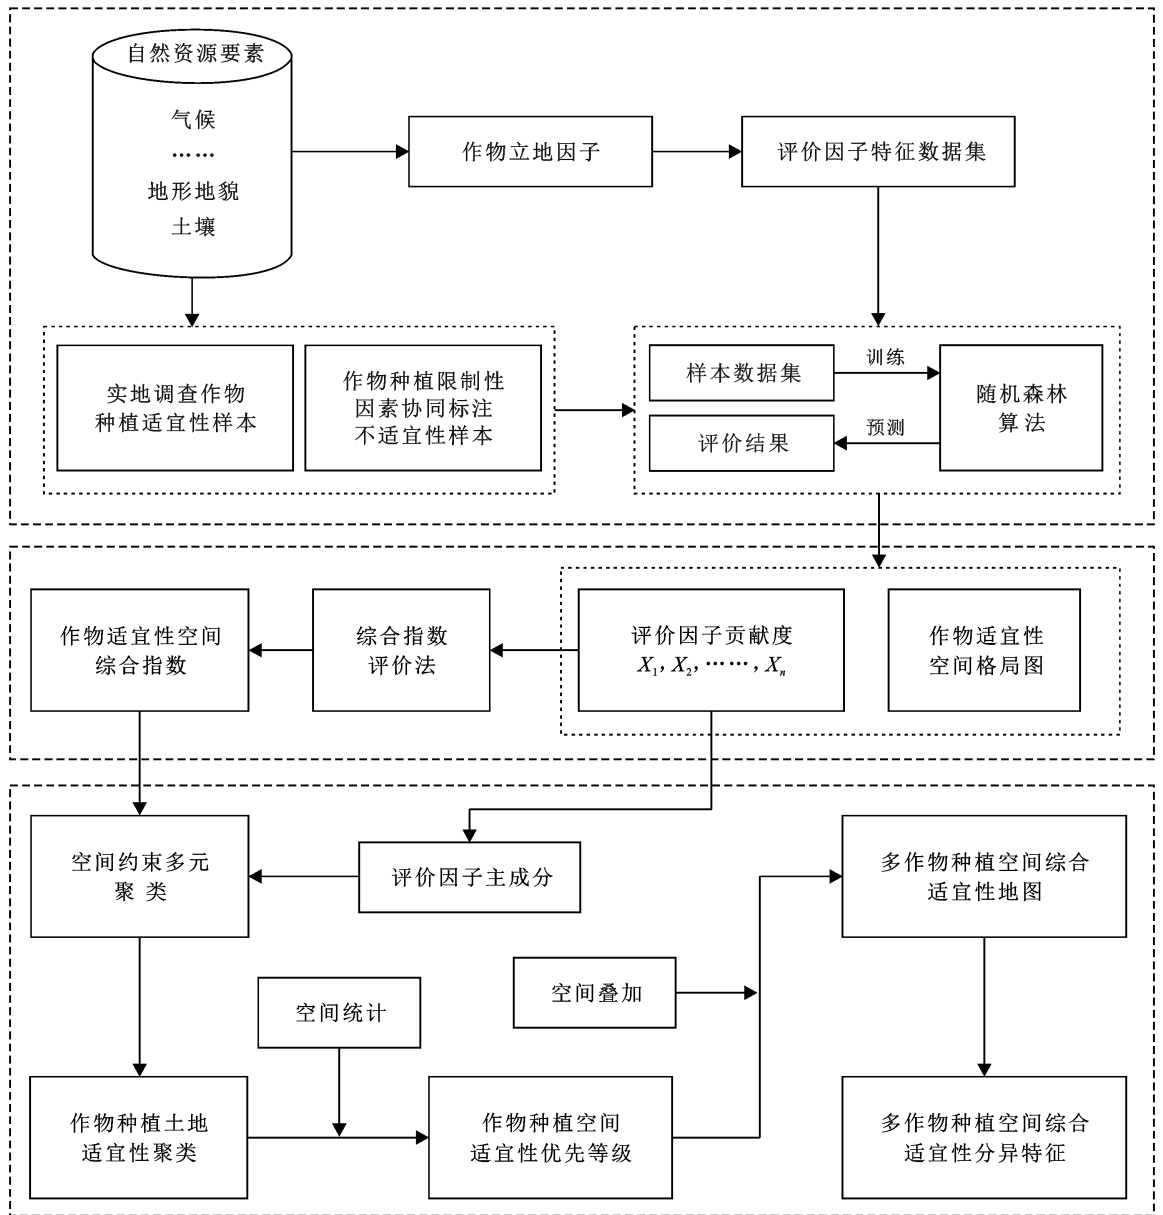 自然资源要素
气候
……
地形地貌
土壤
作物立地因子
评价因子特征数据集
实地调查作物
种植适宜性样本
作物种植限制性
因素协同标注
不适宜性样本
样本数据集
训练
随机森林
算法
评价结果
预测
作物适宜性空间
综合指数
综合指数
评价法
评价因子贡献度
X₁, X₂, ……, Xₙ
作物适宜性
空间格局图
空间约束多元
聚 类
评价因子主成分
多作物种植空间综合
适宜性地图
空间叠加
空间统计
作物种植土地
适宜性聚类
作物种植空间
适宜性优先等级
多作物种植空间综合
适宜性分异特征